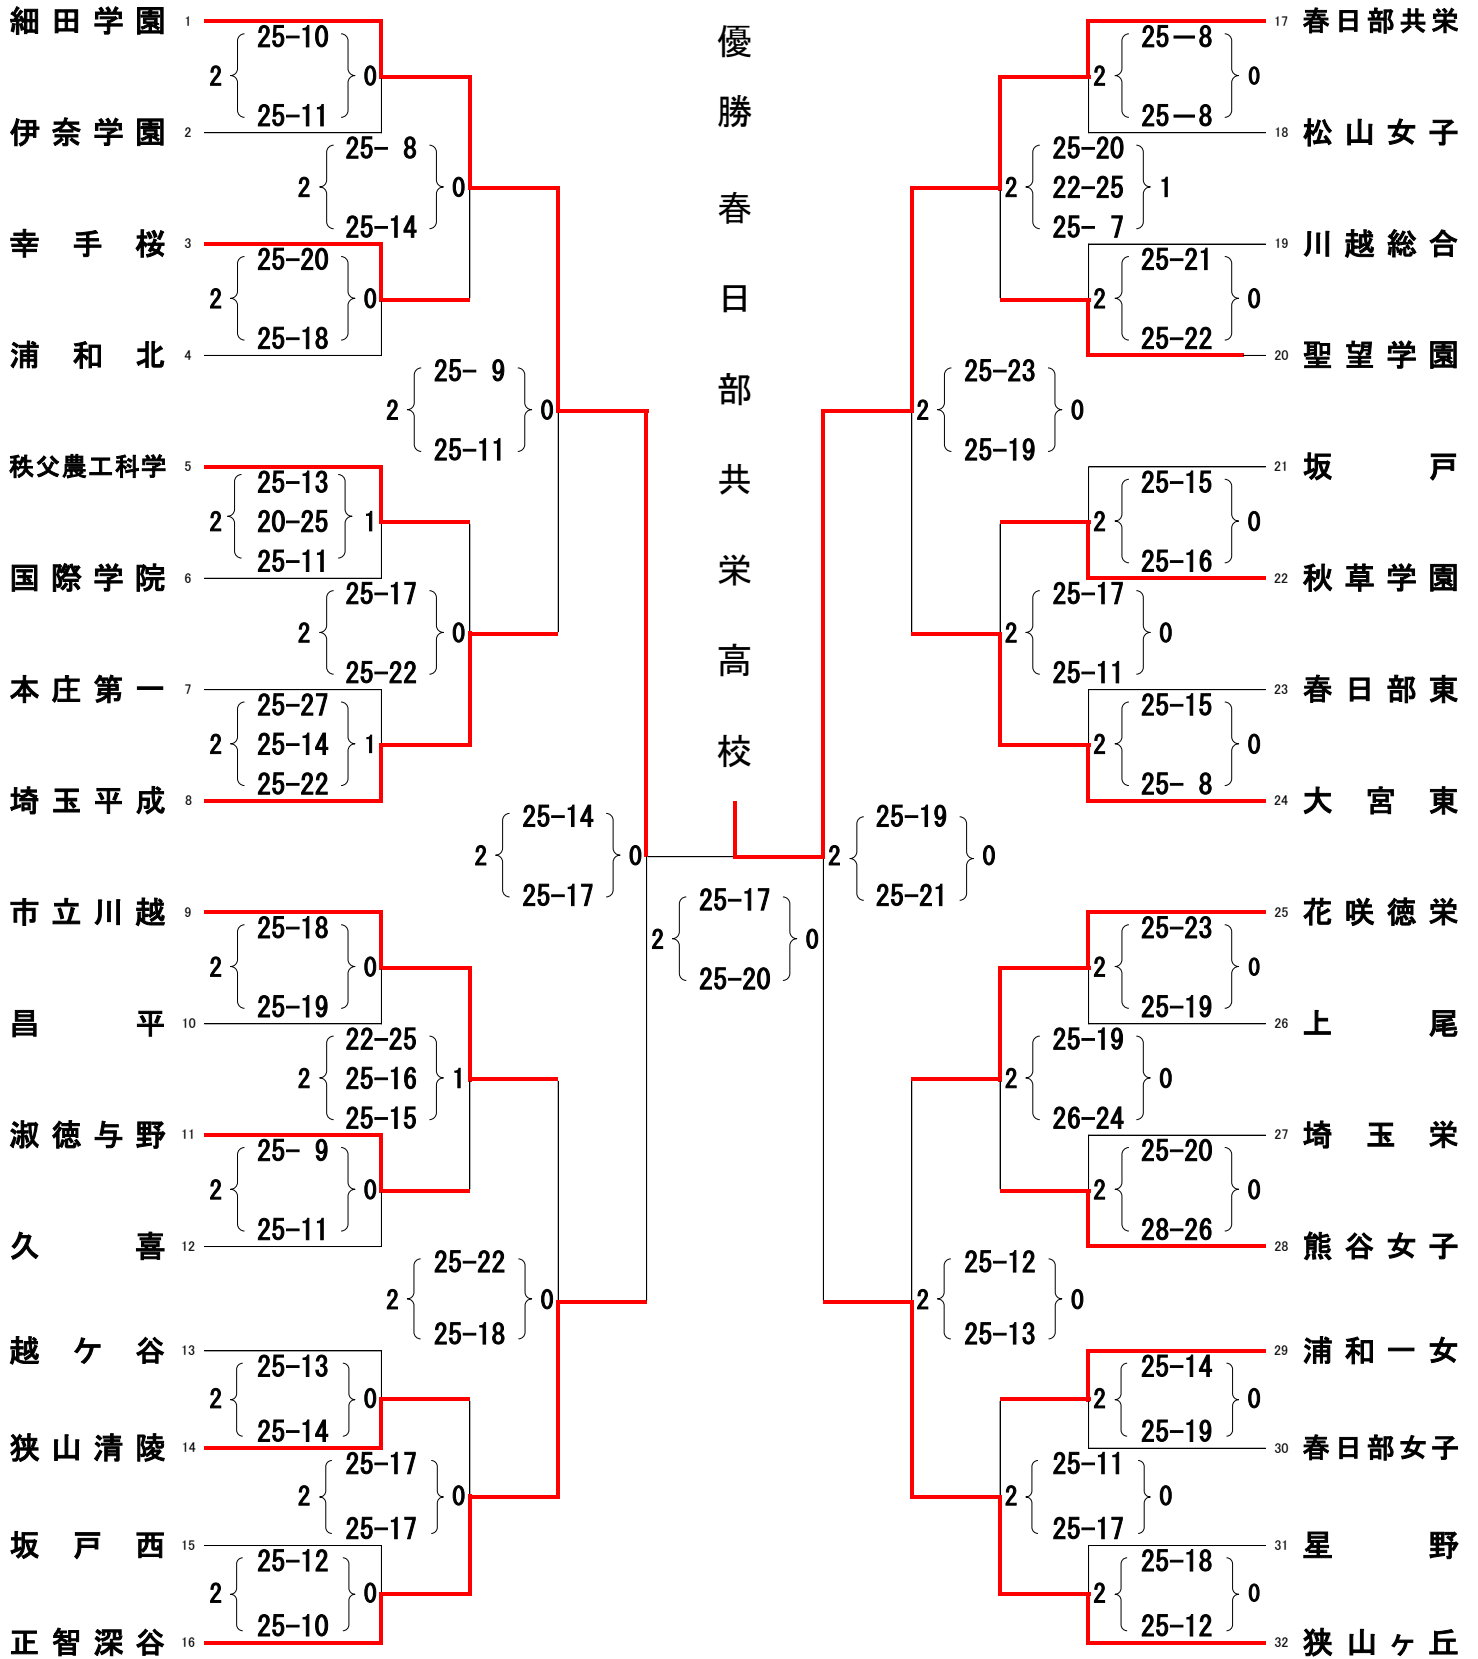 優勝 春日部共栄高校
細田学園 1
25-10
2 0
25-11
伊奈学園 2
25- 8
2 0
25-14
幸手桜 3
25-20
2 0
25-18
浦和北 4
25- 9
2 0
25-11
秩父農工科学 5
25-13
2 20-25 1
25-11
国際学院 6
25-17
2 0
25-22
本庄第一 7
25-27
2 25-14 1
25-22
埼玉平成 8
25-14
2 0
25-17
市立川越 9
25-18
2 0
25-19
昌平 10
22-25
2 25-16 1
25-15
淑徳与野 11
25- 9
2 0
25-11
久喜 12
25-22
2 0
25-18
越ケ谷 13
25-13
2 0
25-14
狭山清陵 14
25-17
2 0
25-17
坂戸西 15
25-12
2 0
25-10
正智深谷 16
25-17
2 0
25-20
17 春日部共栄
25-8
2 0
25-8
18 松山女子
25-20
2 22-25 1
25- 7
19 川越総合
25-21
2 0
25-22
20 聖望学園
25-23
2 0
25-19
21 坂戸
25-15
2 0
25-16
22 秋草学園
25-17
2 0
25-11
23 春日部東
25-15
2 0
25- 8
24 大宮東
25-19
2 0
25-21
25 花咲徳栄
25-23
2 0
25-19
26 上尾
25-19
2 0
26-24
27 埼玉栄
25-20
2 0
28-26
28 熊谷女子
25-12
2 0
25-13
29 浦和一女
25-14
2 0
25-19
30 春日部女子
25-11
2 0
25-17
31 星野
25-18
2 0
25-12
32 狭山ヶ丘